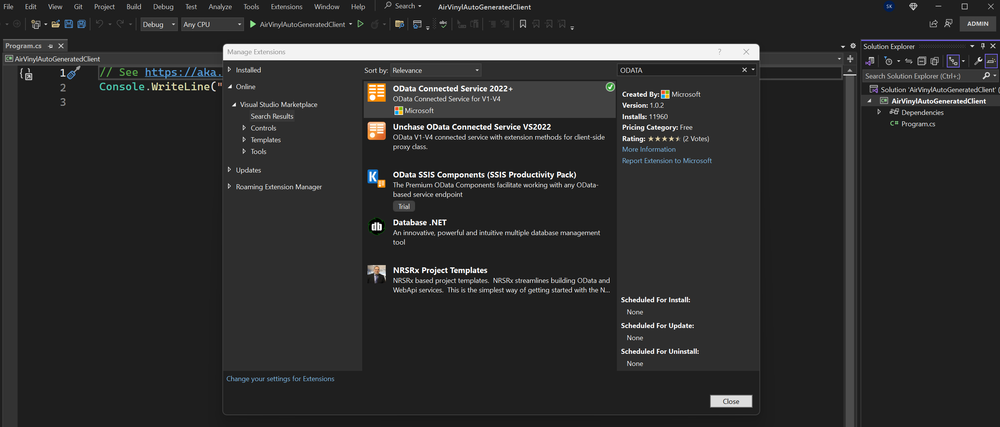 File Edit View Git Project Build Debug Test Analyze Tools Extensions Window Help Search AirVinylAutoGeneratedClient SK
Debug Any CPU AirVinylAutoGeneratedClient abc ADMIN
Program.cs
AirVinylAutoGeneratedClient
1 // See https://aka.
2 Console.WriteLine("
3
Manage Extensions ?
Installed
Online
Visual Studio Marketplace
Search Results
Controls
Templates
Tools
Updates
Roaming Extension Manager
Sort by: Relevance
ODATA
OData Connected Service 2022+
OData Connected Service for V1-V4
Microsoft
Unchase OData Connected Service VS2022
OData V1-V4 connected service with extension methods for client-side
proxy class.
K
OData SSIS Components (SSIS Productivity Pack)
The Premium OData Components facilitate working with any OData-
based service endpoint
Trial
db
Database .NET
An innovative, powerful and intuitive multiple database management
tool
NRSRx Project Templates
NRSRx based project templates. NRSRx streamlines building OData and
WebApi services. This is the simplest way of getting started with the N...
Created By: Microsoft
Version: 1.0.2
Installs: 11960
Pricing Category: Free
Rating: (2 Votes)
More Information
Report Extension to Microsoft
Scheduled For Install:
None
Scheduled For Update:
None
Scheduled For Uninstall:
None
Change your settings for Extensions
Close
Solution Explorer
Search Solution Explorer (Ctrl+;)
Solution 'AirVinylAutoGeneratedClient' (
C# AirVinylAutoGeneratedClient
Dependencies
C# Program.cs